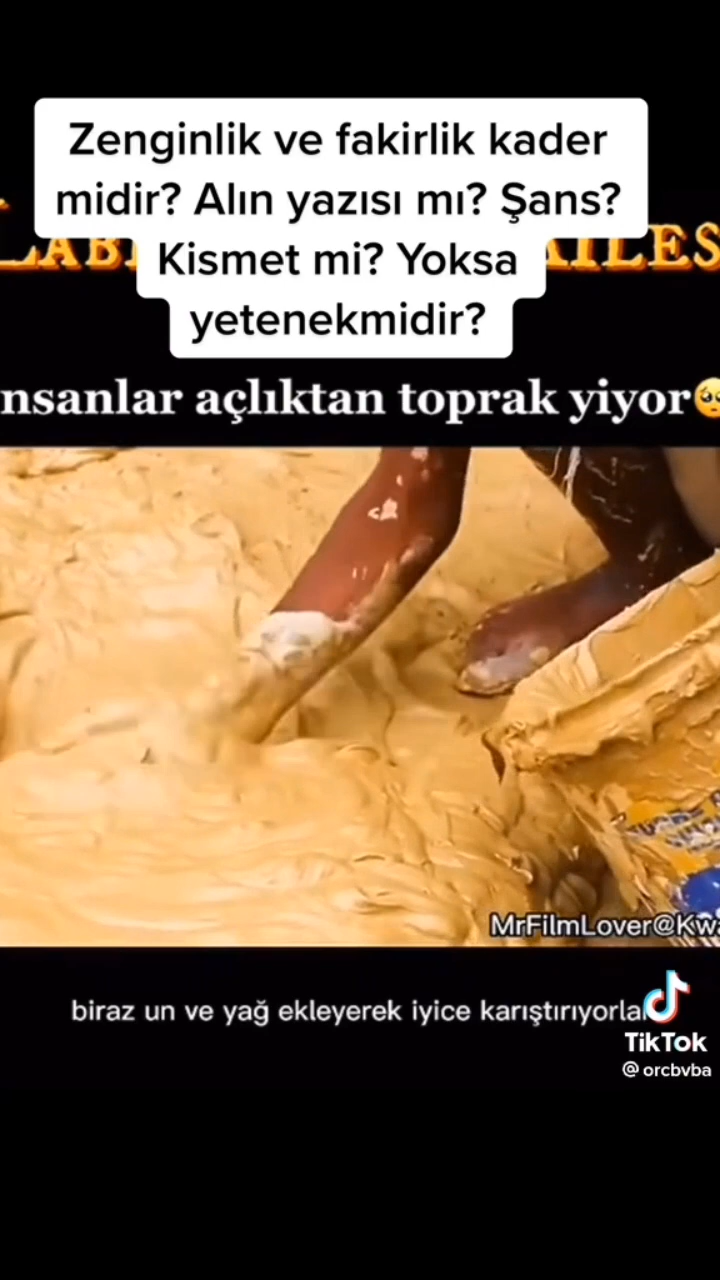 Zenginlik ve fakirlik kader
midir? Alın yazısı mı? Şans?
Kismet mi? Yoksa
yetenekmidir?
nsanlar açlıktan toprak yiyor
MrFilmLover@Kwa
biraz un ve yağ ekleyerek iyice karıştırıyorla
TikTok
@orcbvba